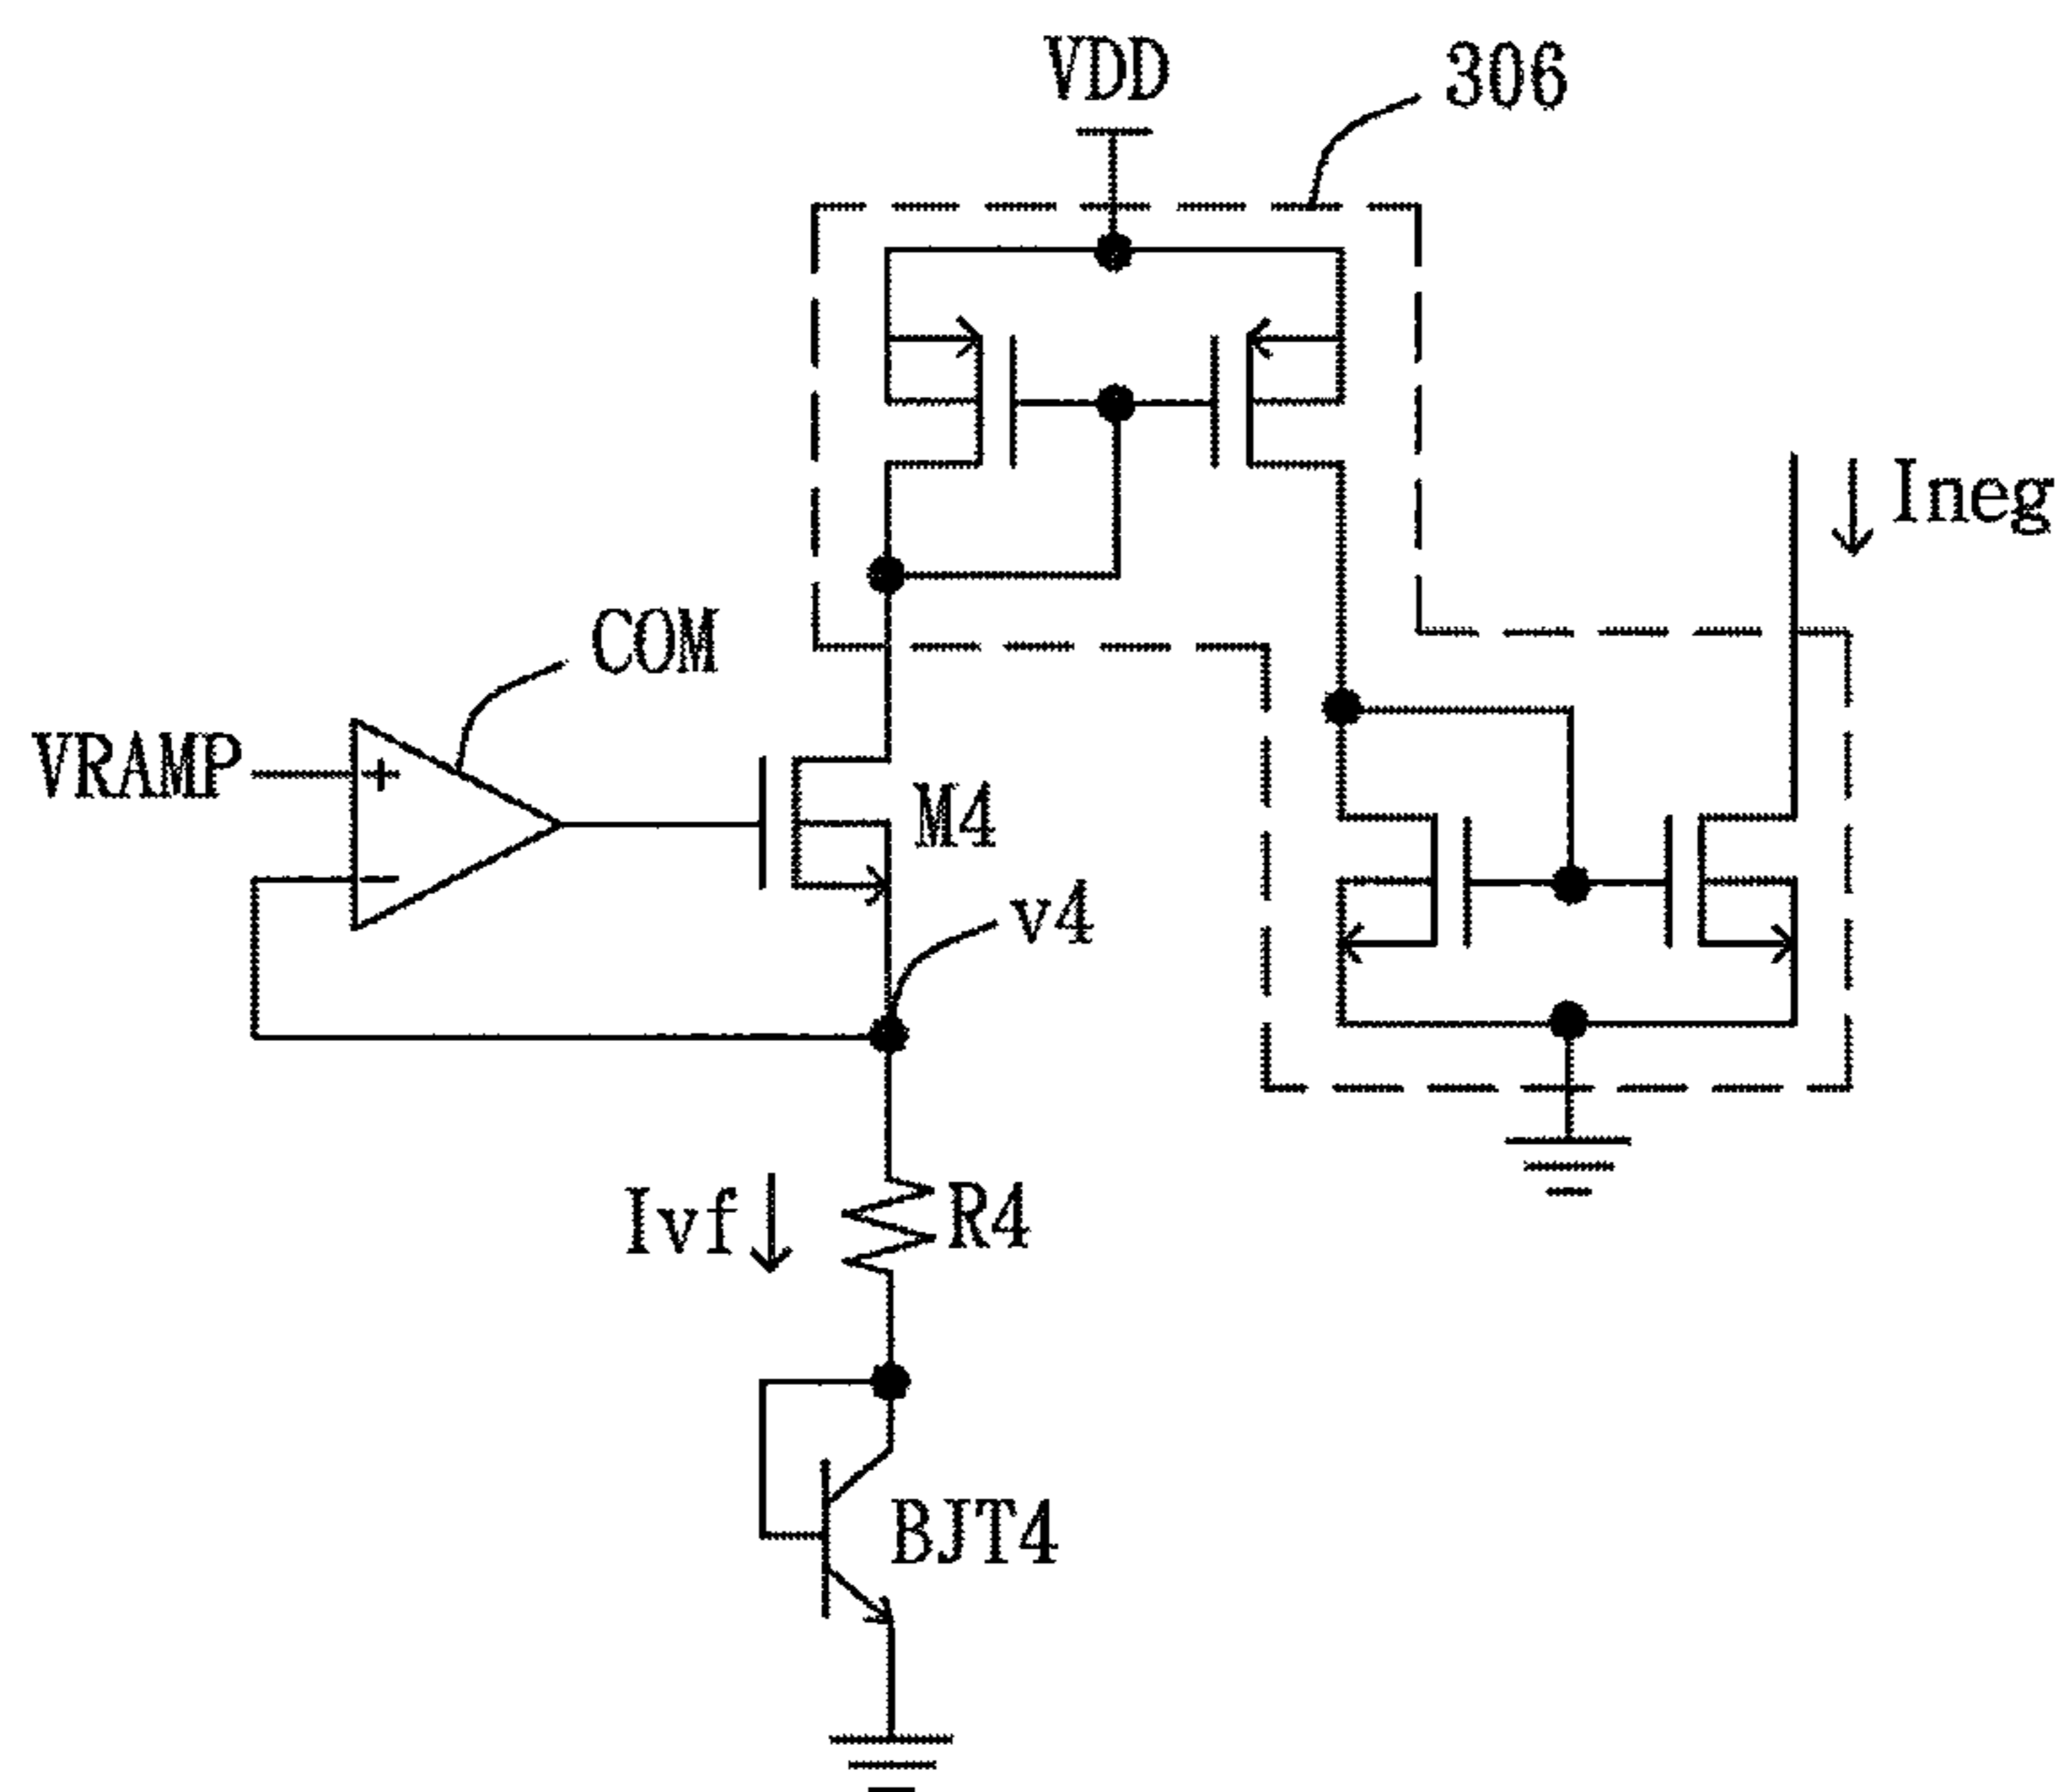 VDD
306
Ineg
COM
VRAMP
+
M4
−
v4
Ivf
R4
BJT4